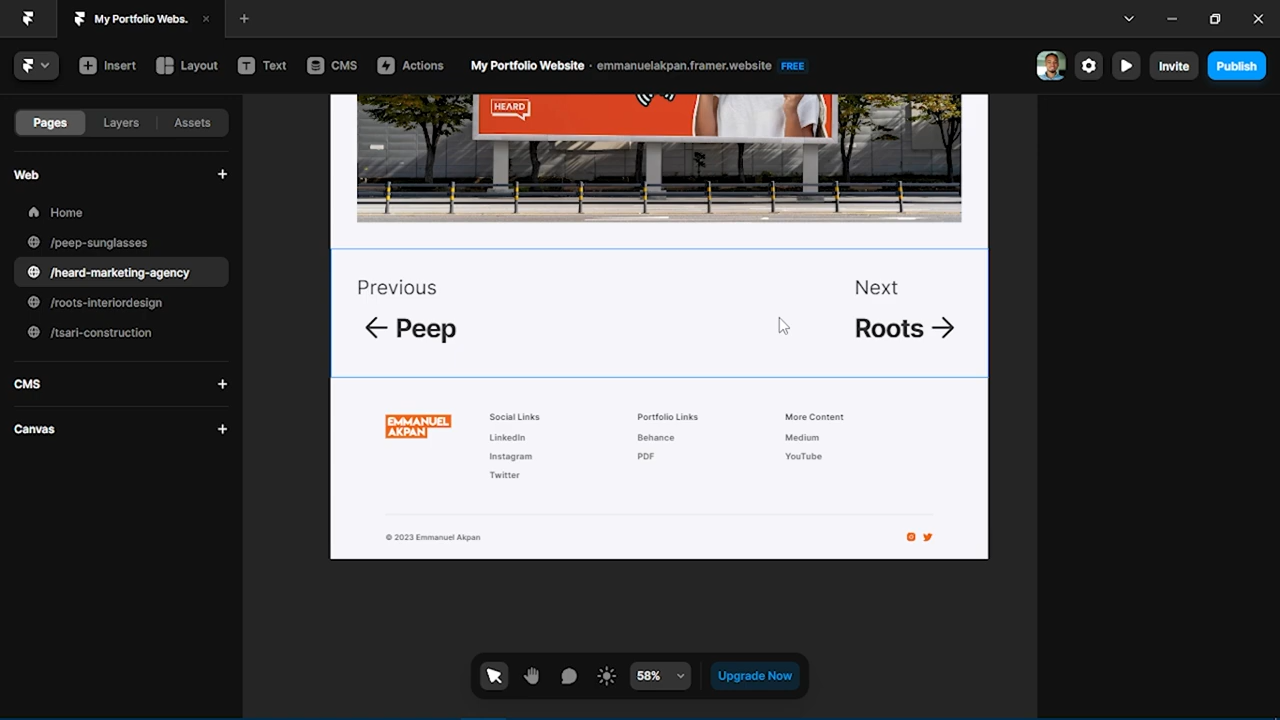 My Portfolio Webs.
Insert
Layout
Text
CMS
Actions
My Portfolio Website · emmanuelakpan.framer.website FREE
Invite
Publish
Pages
Layers
Assets
Web
Home
/peep-sunglasses
/heard-marketing-agency
/roots-interiordesign
/tsari-construction
CMS
Canvas
HEARD
Previous
← Peep
Next
Roots →
EMMANUEL
AKPAN
Social Links
LinkedIn
Instagram
Twitter
Portfolio Links
Behance
PDF
More Content
Medium
YouTube
© 2023 Emmanuel Akpan
58%
Upgrade Now